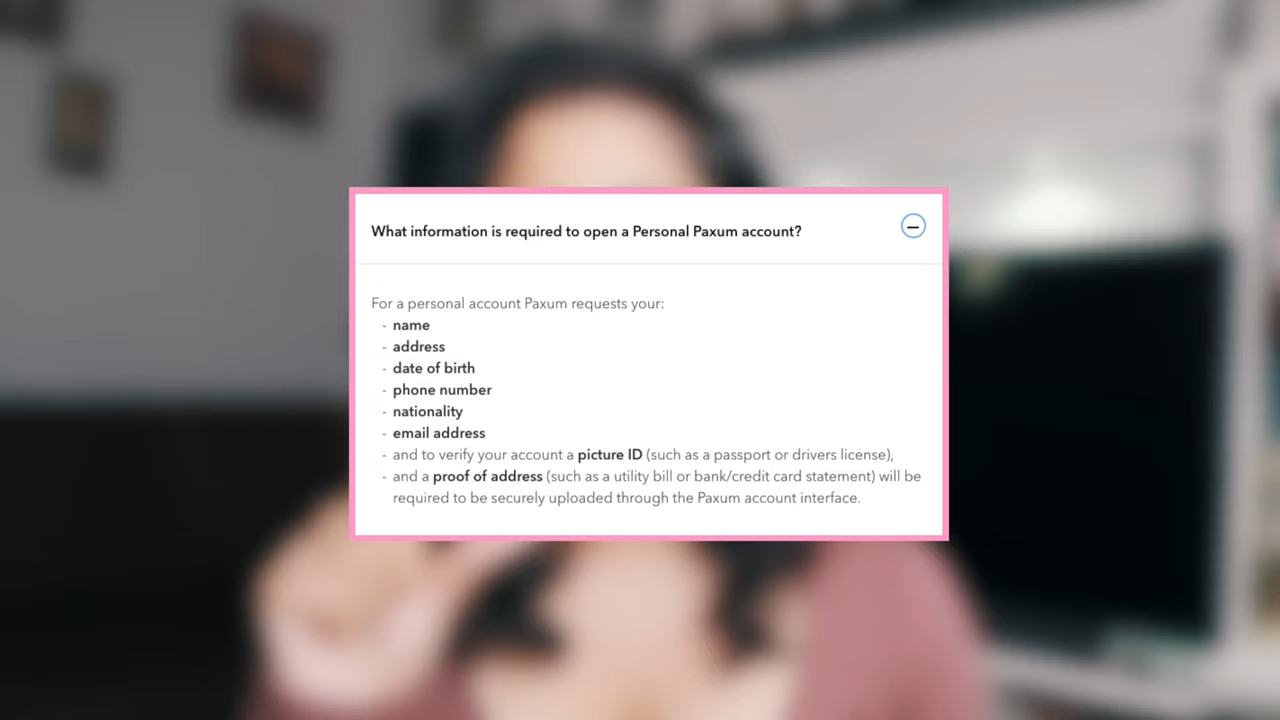 What information is required to open a Personal Paxum account?
For a personal account Paxum requests your:
- name
- address
- date of birth
- phone number
- nationality
- email address
- and to verify your account a picture ID (such as a passport or drivers license),
- and a proof of address (such as a utility bill or bank/credit card statement) will be
required to be securely uploaded through the Paxum account interface.